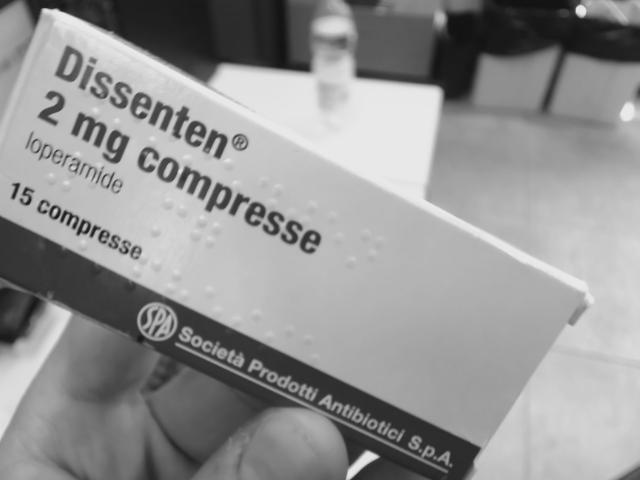 Dissenten®
2 mg compresse
loperamide
15 compresse
SPA Società Prodotti Antibiotici S.p.A.